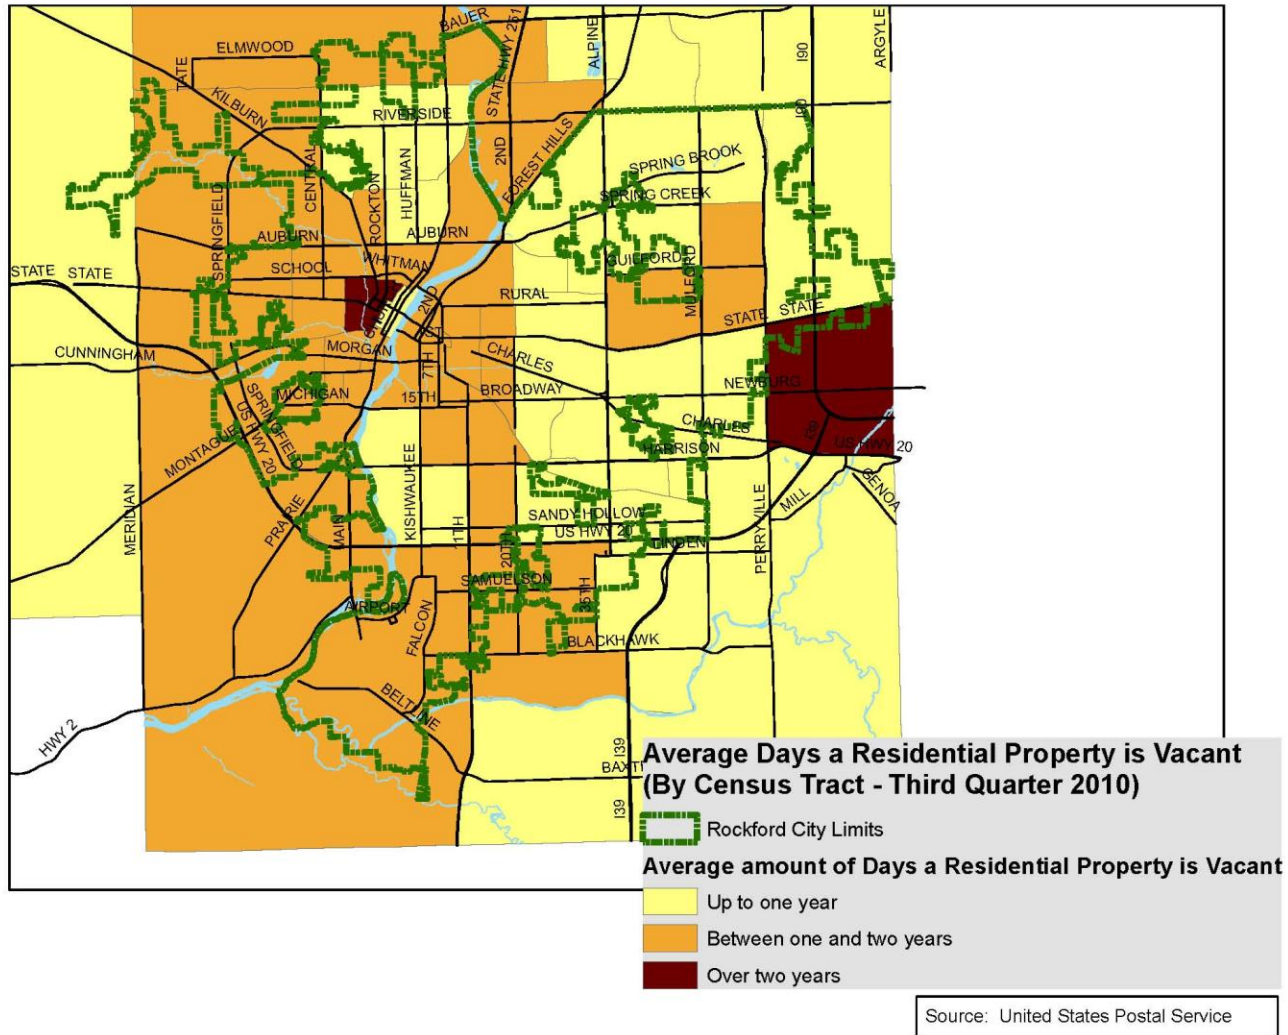 BAUER
STATE HWY 251
ALPINE
I90
ARGYLE
ELMWOOD
TATE
KILBURN
RIVERSIDE
I90
2ND
FOREST HILLS
SPRING BROOK
SPRING CREEK
CENTRAL
ROCKTON
HUFFMAN
SPRINGFIELD
AUBURN
AUBURN
WHITMAN
GUILFORD
MULFORD
STATE
STATE
SCHOOL
2ND
RURAL
STATE
STATE
CUNNINGHAM
MORGAN
7TH
CHARLES
NEWBURG
SPRINGFIELD
MICHIGAN
15TH
BROADWAY
CHARLES
US HWY 20
MONTAGUE
HARRISON
I39
US HWY 20
MERIDIAN
PRAIRIE
MAIN
KISHWAUKEE
11TH
20TH
SANDY HOLLOW
US HWY 20
LINDEN
PERRYVILLE
MILL
GENOA
SAMUELSON
35TH
AIRPORT
FALCON
BLACKHAWK
BELTLINE
HWY 2
I39
BAXT
I39
Average Days a Residential Property is Vacant
(By Census Tract - Third Quarter 2010)
Rockford City Limits
Average amount of Days a Residential Property is Vacant
Up to one year
Between one and two years
Over two years
Source: United States Postal Service